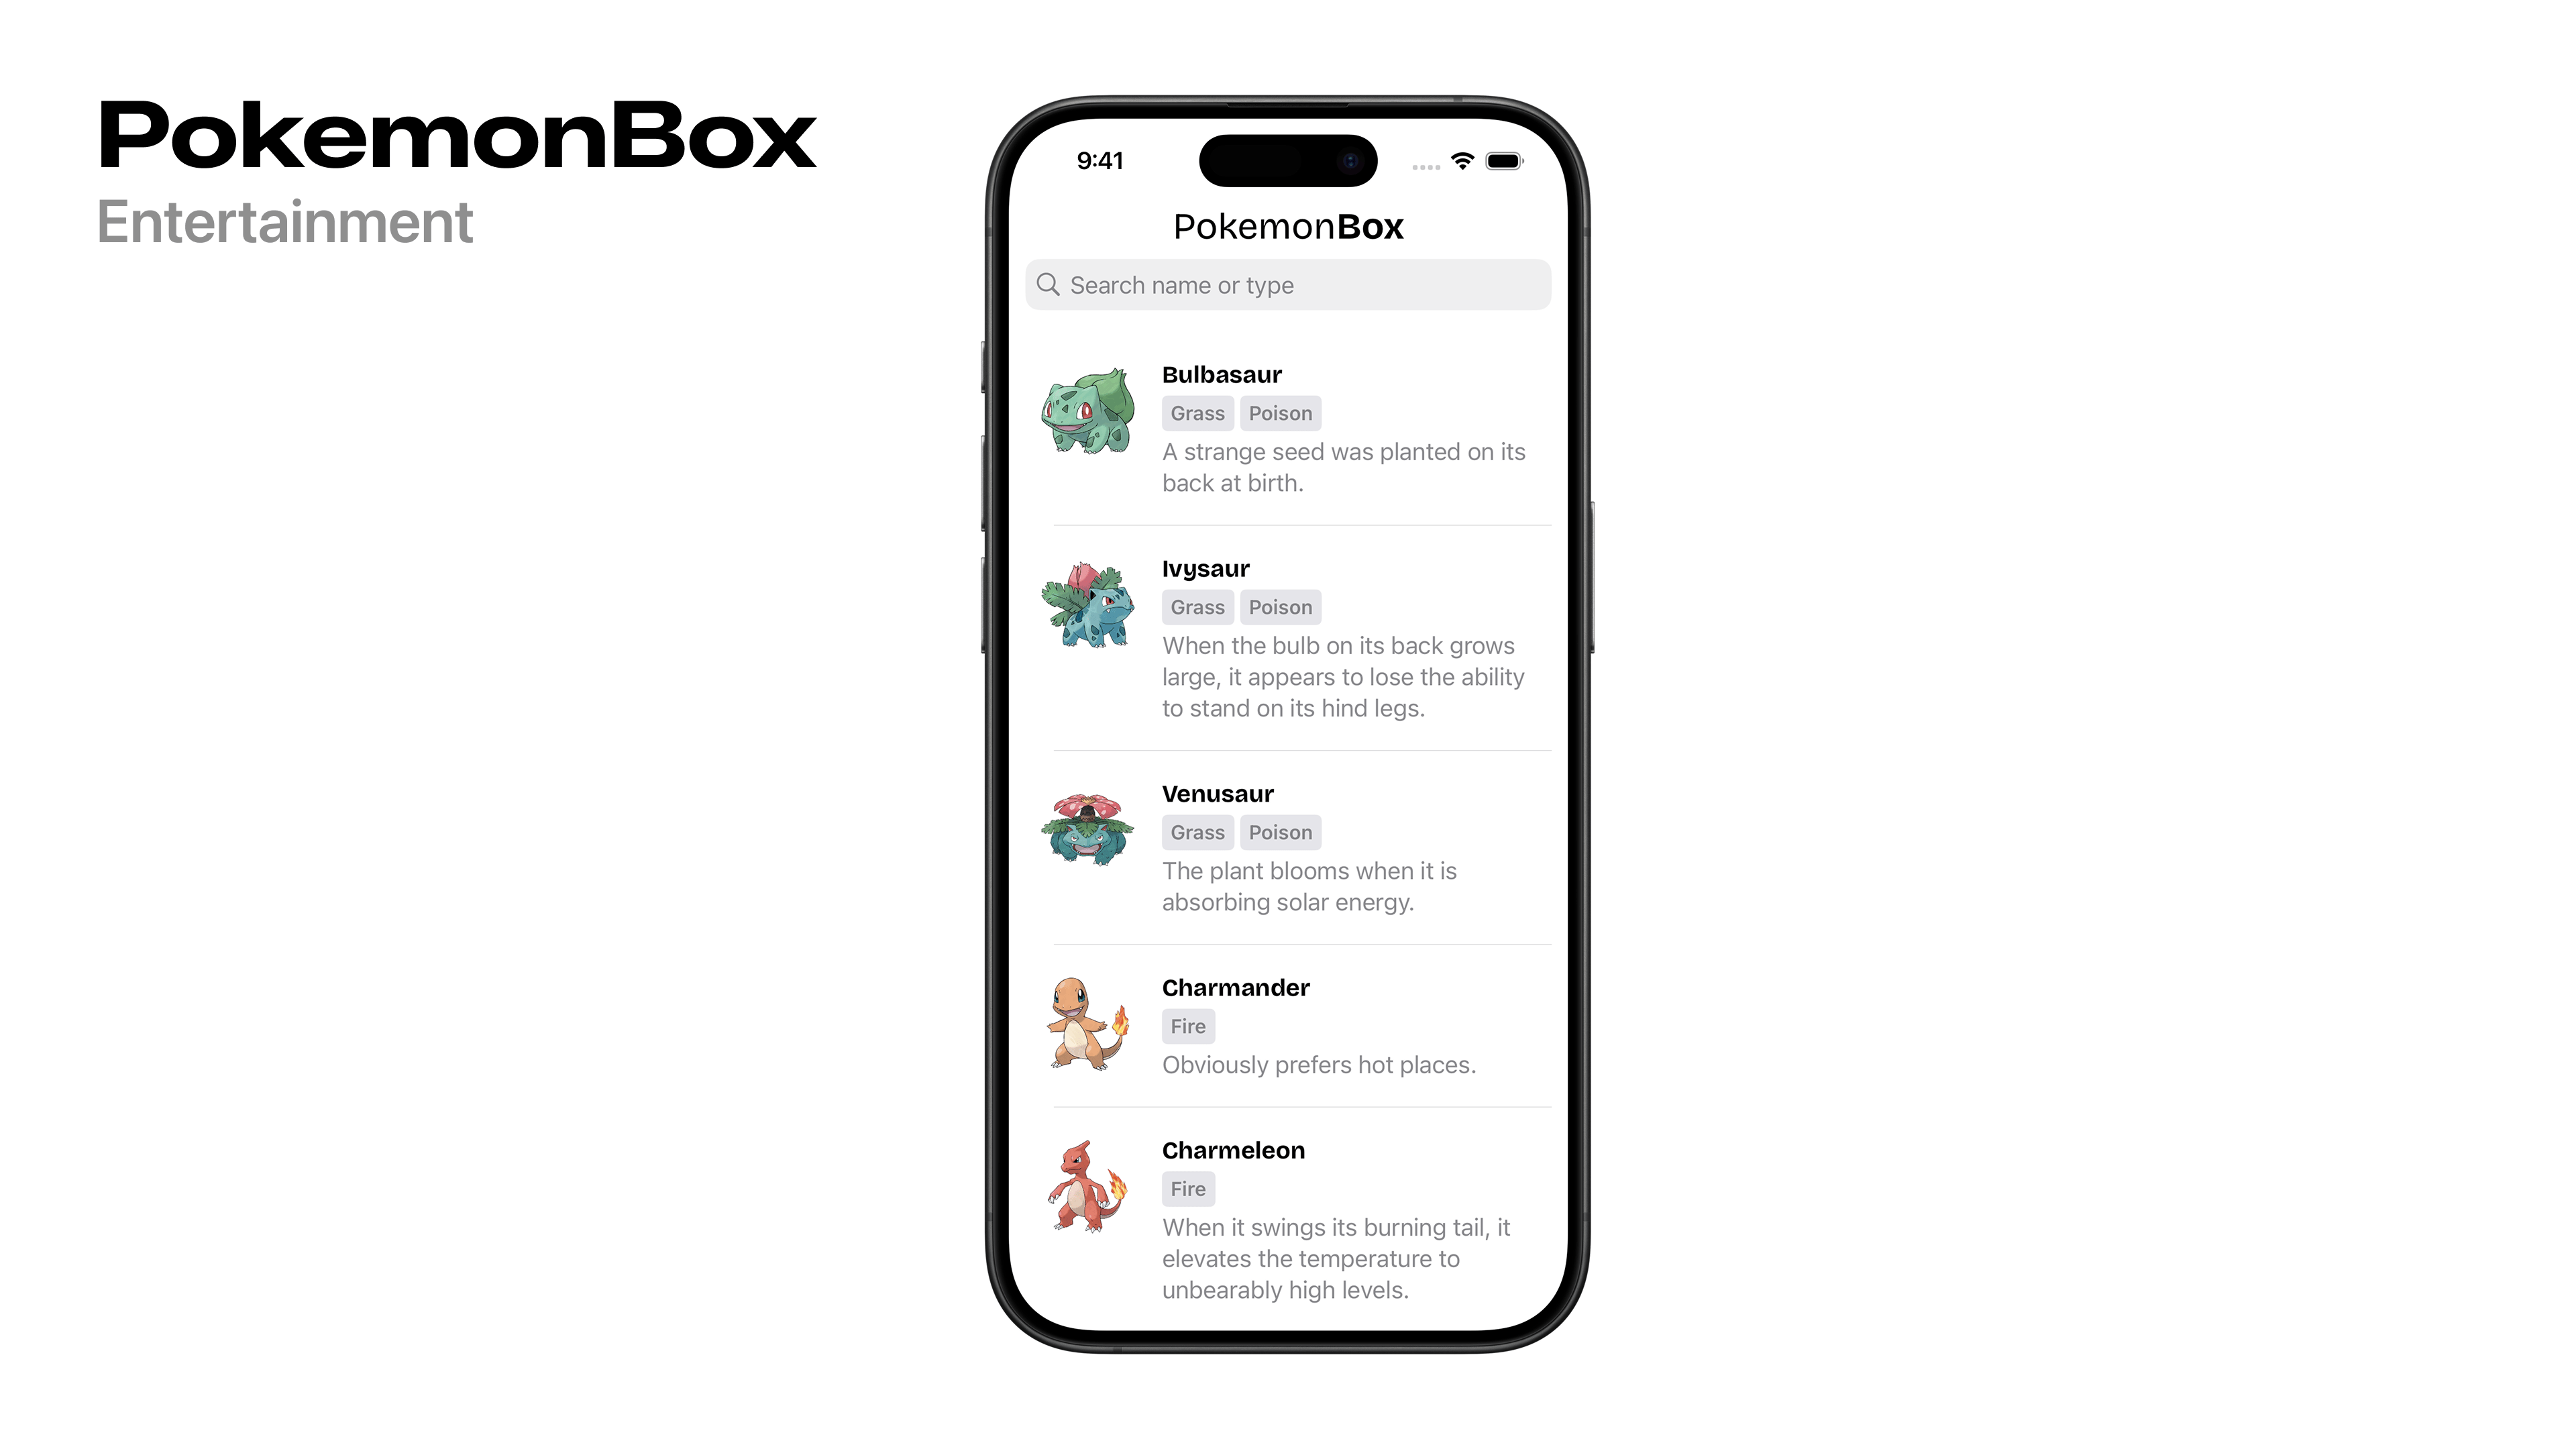 PokemonBox
Entertainment
9:41
PokemonBox
Search name or type
Bulbasaur
Grass Poison
A strange seed was planted on its
back at birth.
Ivysaur
Grass Poison
When the bulb on its back grows
large, it appears to lose the ability
to stand on its hind legs.
Venusaur
Grass Poison
The plant blooms when it is
absorbing solar energy.
Charmander
Fire
Obviously prefers hot places.
Charmeleon
Fire
When it swings its burning tail, it
elevates the temperature to
unbearably high levels.